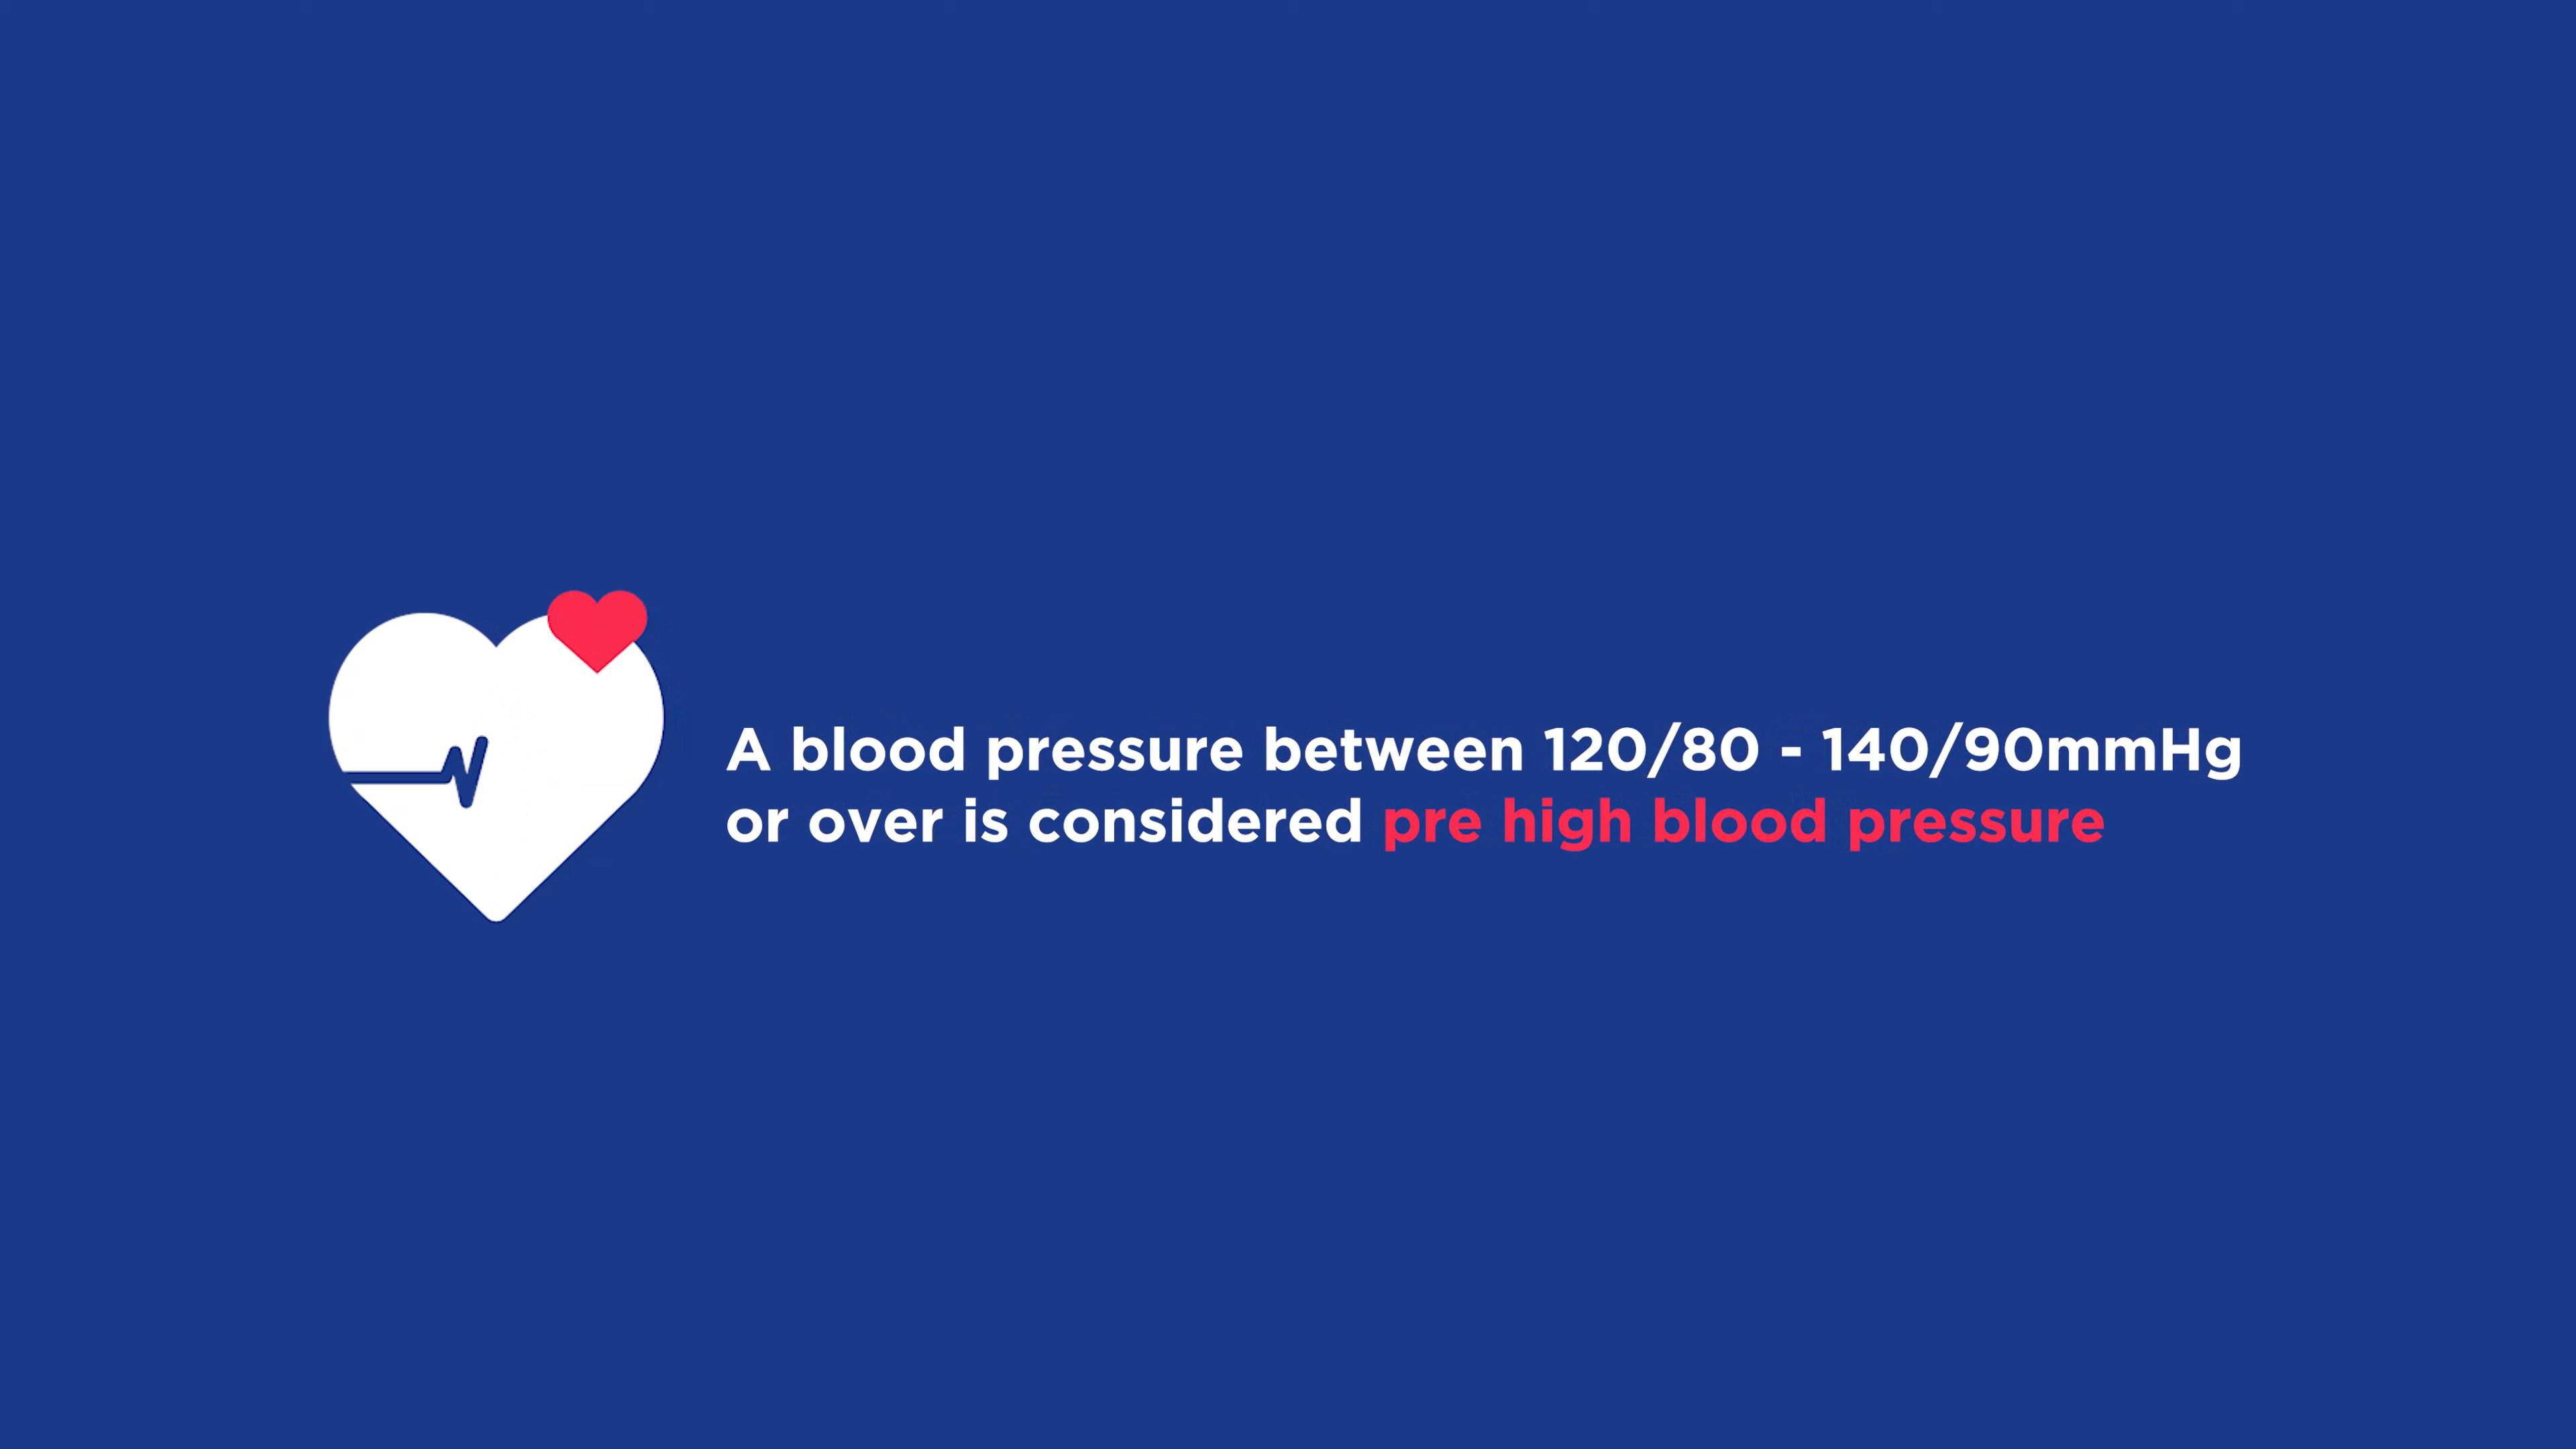 A blood pressure between 120/80 - 140/90mmHg
or over is considered pre high blood pressure